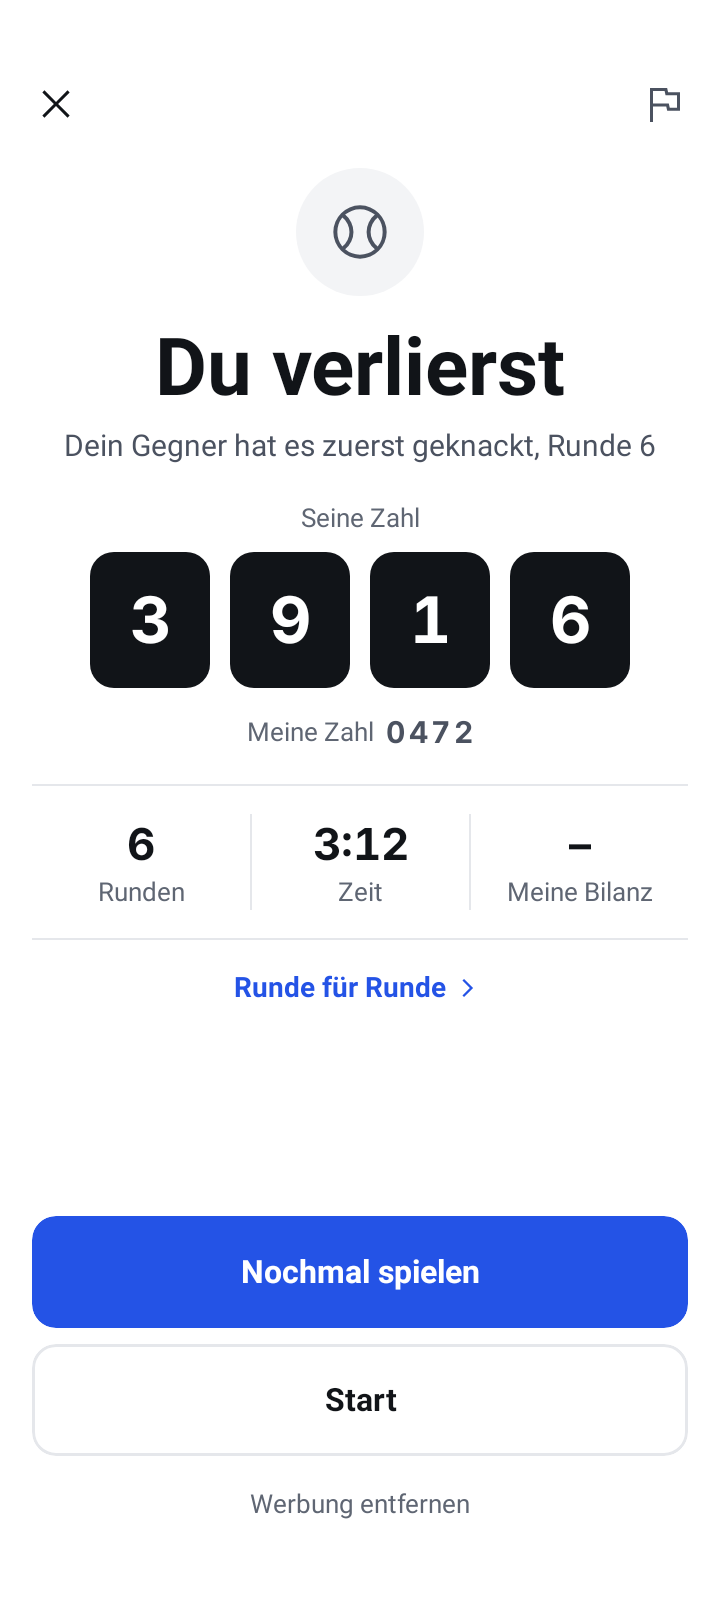 Du verlierst
Dein Gegner hat es zuerst geknackt, Runde 6
Seine Zahl
3 9 1 6
Meine Zahl 0472
6 3:12 –
Runden Zeit Meine Bilanz
Runde für Runde
Nochmal spielen
Start
Werbung entfernen